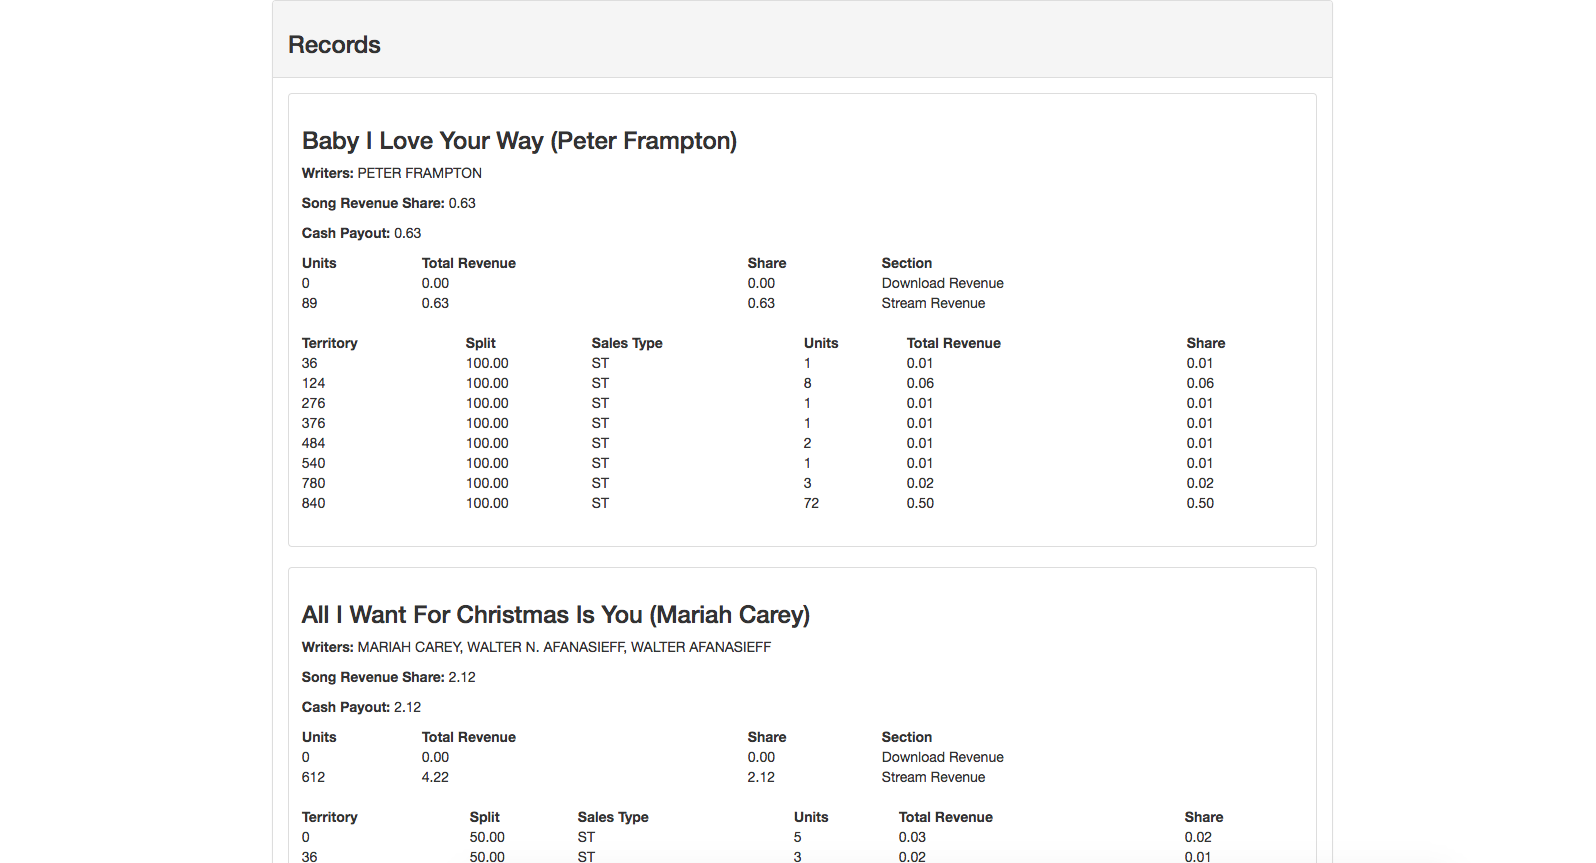 Records
Baby I Love Your Way (Peter Frampton)
Writers: PETER FRAMPTON
Song Revenue Share: 0.63
Cash Payout: 0.63
Units Total Revenue Share Section
0 0.00 0.00 Download Revenue
89 0.63 0.63 Stream Revenue
Territory Split Sales Type Units Total Revenue Share
36 100.00 ST 1 0.01 0.01
124 100.00 ST 8 0.06 0.06
276 100.00 ST 1 0.01 0.01
376 100.00 ST 1 0.01 0.01
484 100.00 ST 2 0.01 0.01
540 100.00 ST 1 0.01 0.01
780 100.00 ST 3 0.02 0.02
840 100.00 ST 72 0.50 0.50
All I Want For Christmas Is You (Mariah Carey)
Writers: MARIAH CAREY, WALTER N. AFANASIEFF, WALTER AFANASIEFF
Song Revenue Share: 2.12
Cash Payout: 2.12
Units Total Revenue Share Section
0 0.00 0.00 Download Revenue
612 4.22 2.12 Stream Revenue
Territory Split Sales Type Units Total Revenue Share
0 50.00 ST 5 0.03 0.02
36 50.00 ST 3 0.02 0.01